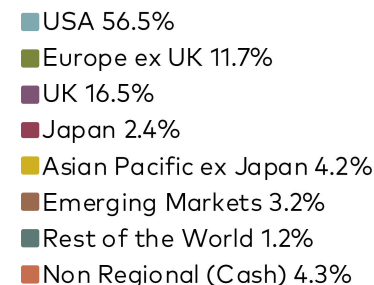 USA 56.5%
Europe ex UK 11.7%
UK 16.5%
Japan 2.4%
Asian Pacific ex Japan 4.2%
Emerging Markets 3.2%
Rest of the World 1.2%
Non Regional (Cash) 4.3%